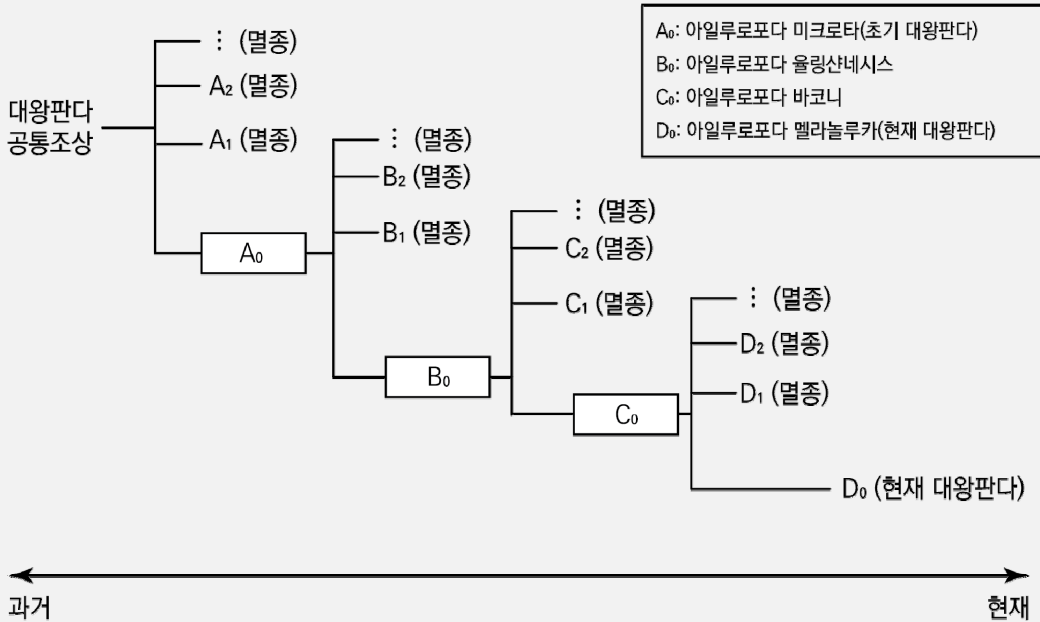 A₀: 아일루로포다 미크로타(초기 대왕판다)
B₀: 아일루로포다 율링샨네시스
C₀: 아일루로포다 바코니
D₀: 아일루로포다 멜라놀루카(현재 대왕판다)
⋮ (멸종)
A₂ (멸종)
대왕판다
공통조상
A₁ (멸종)
⋮ (멸종)
B₂ (멸종)
B₁ (멸종)
A₀
⋮ (멸종)
C₂ (멸종)
C₁ (멸종)
B₀
⋮ (멸종)
D₂ (멸종)
D₁ (멸종)
C₀
D₀ (현재 대왕판다)
과거
현재